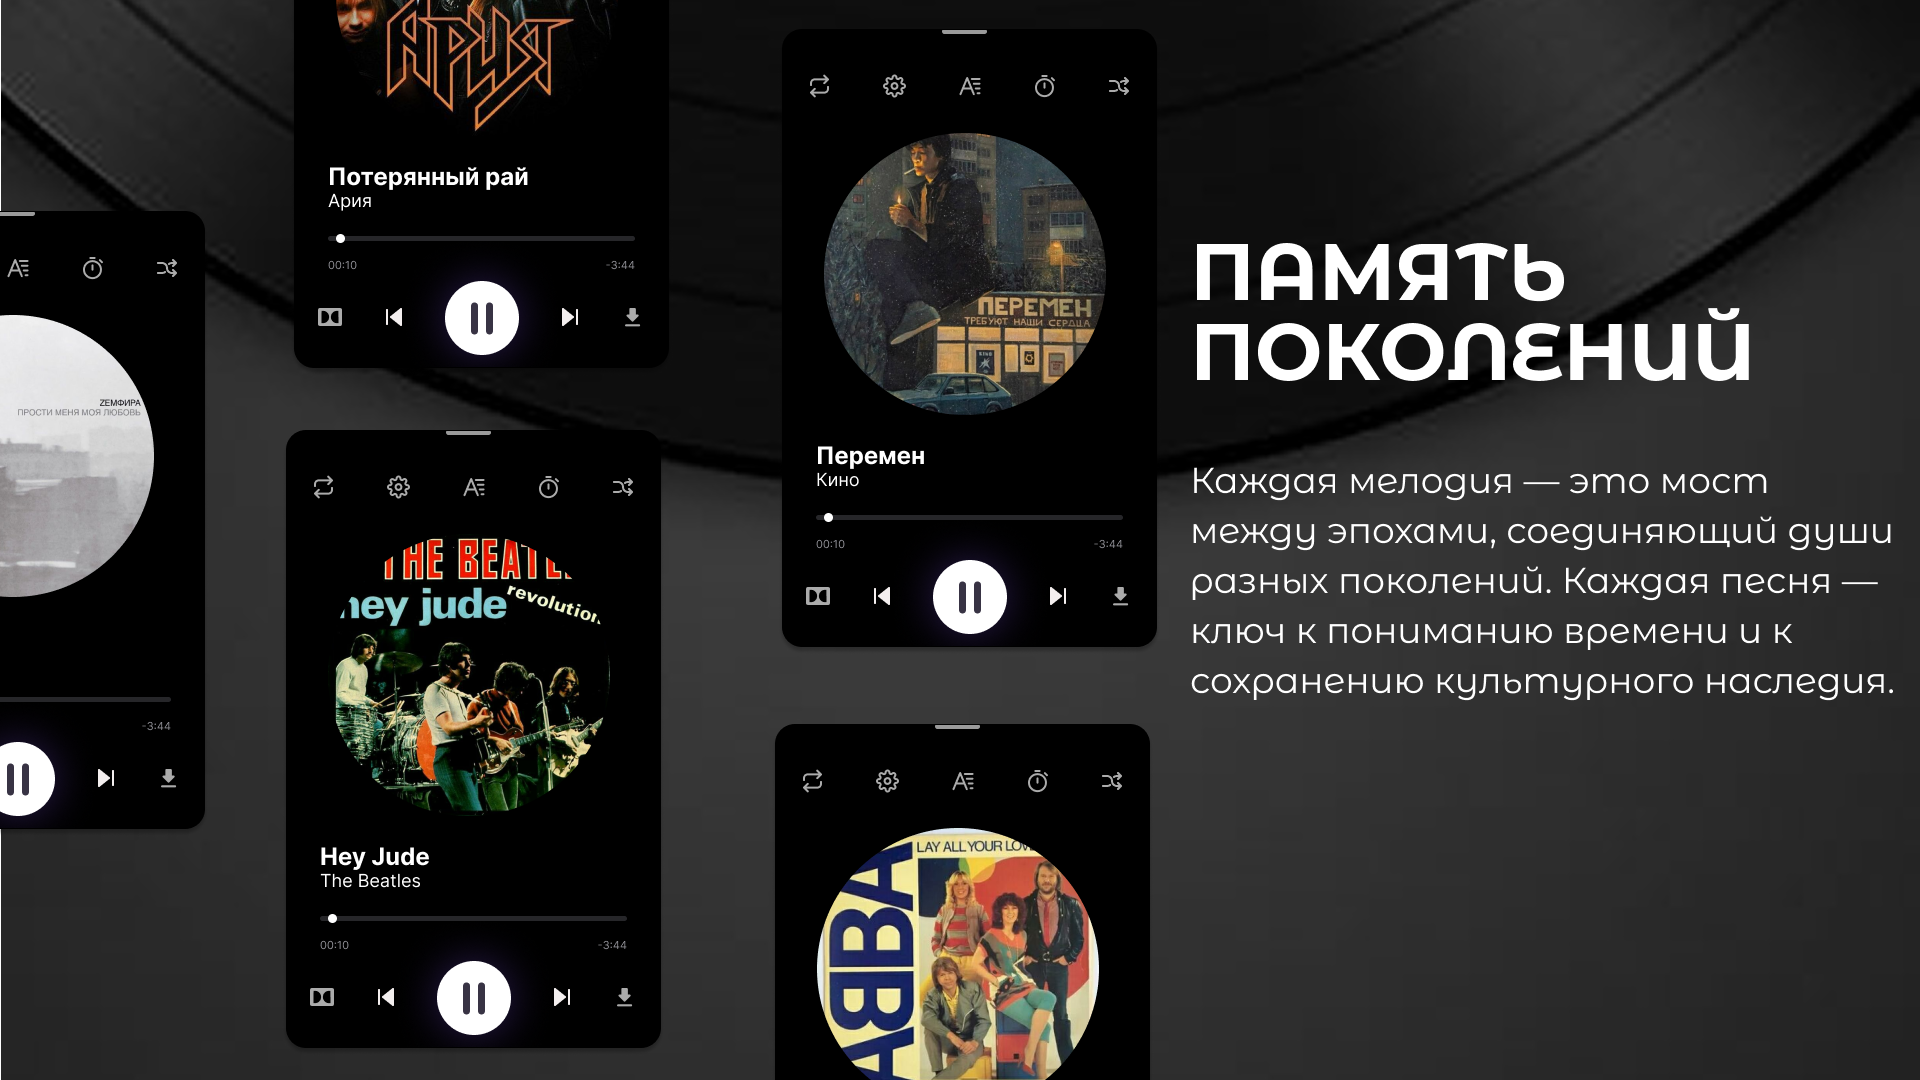 АРИЯ
Потерянный рай
Ария
00:10
-3:44
ZЕМФИРА
ПРОСТИ МЕНЯ МОЯ ЛЮБОВЬ
-3:44
THE BEATL
hey jude
revolution
Hey Jude
The Beatles
00:10
-3:44
ПЕРЕМЕН
ТРЕБУЮТ НАШИ СЕРДЦА
КИНО
Перемен
Кино
00:10
-3:44
LAY ALL YOUR LOVE
ABBA
ПАМЯТЬ
ПОКОЛЕНИЙ
Каждая мелодия — это мост
между эпохами, соединяющий души
разных поколений. Каждая песня —
ключ к пониманию времени и к
сохранению культурного наследия.